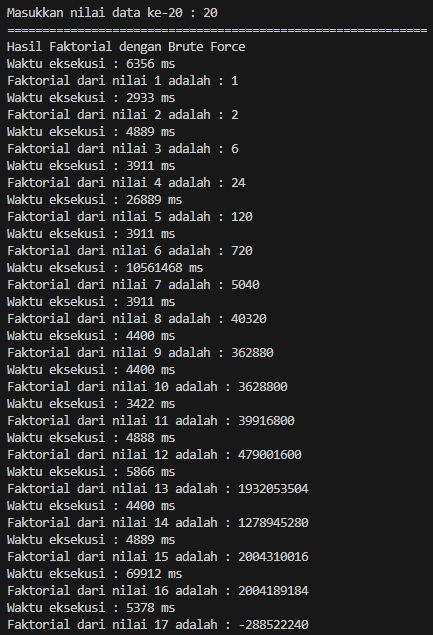 Masukkan nilai data ke-20 : 20
============================================================
Hasil Faktorial dengan Brute Force
Waktu eksekusi : 6356 ms
Faktorial dari nilai 1 adalah : 1
Waktu eksekusi : 2933 ms
Faktorial dari nilai 2 adalah : 2
Waktu eksekusi : 4889 ms
Faktorial dari nilai 3 adalah : 6
Waktu eksekusi : 3911 ms
Faktorial dari nilai 4 adalah : 24
Waktu eksekusi : 26889 ms
Faktorial dari nilai 5 adalah : 120
Waktu eksekusi : 3911 ms
Faktorial dari nilai 6 adalah : 720
Waktu eksekusi : 10561468 ms
Faktorial dari nilai 7 adalah : 5040
Waktu eksekusi : 3911 ms
Faktorial dari nilai 8 adalah : 40320
Waktu eksekusi : 4400 ms
Faktorial dari nilai 9 adalah : 362880
Waktu eksekusi : 4400 ms
Faktorial dari nilai 10 adalah : 3628800
Waktu eksekusi : 3422 ms
Faktorial dari nilai 11 adalah : 39916800
Waktu eksekusi : 4888 ms
Faktorial dari nilai 12 adalah : 479001600
Waktu eksekusi : 5866 ms
Faktorial dari nilai 13 adalah : 1932053504
Waktu eksekusi : 4400 ms
Faktorial dari nilai 14 adalah : 1278945280
Waktu eksekusi : 4889 ms
Faktorial dari nilai 15 adalah : 2004310016
Waktu eksekusi : 69912 ms
Faktorial dari nilai 16 adalah : 2004189184
Waktu eksekusi : 5378 ms
Faktorial dari nilai 17 adalah : -288522240